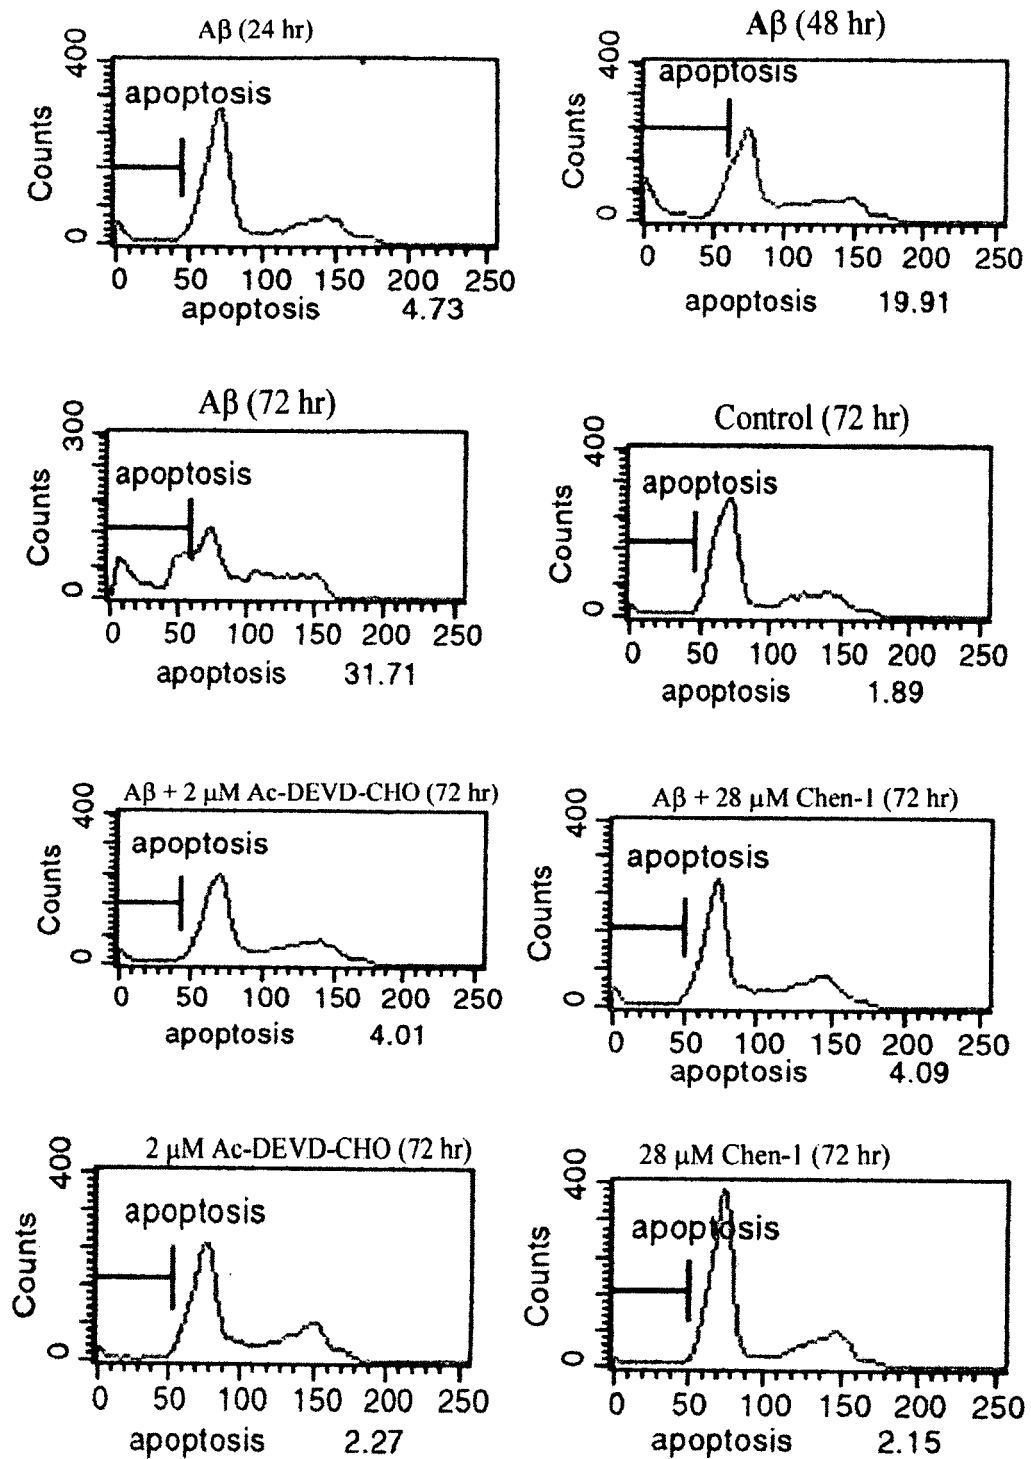 Aβ (24 hr)
400
apoptosis
Counts
0
0 50 100 150 200 250
apoptosis 4.73
Aβ (48 hr)
400
apoptosis
Counts
0
0 50 100 150 200 250
apoptosis 19.91
Aβ (72 hr)
300
apoptosis
Counts
0
0 50 100 150 200 250
apoptosis 31.71
Control (72 hr)
400
apoptosis
Counts
0
0 50 100 150 200 250
apoptosis 1.89
Aβ + 2 μM Ac-DEVD-CHO (72 hr)
400
apoptosis
Counts
0
0 50 100 150 200 250
apoptosis 4.01
Aβ + 28 μM Chen-1 (72 hr)
400
apoptosis
Counts
0
0 50 100 150 200 250
apoptosis 4.09
2 μM Ac-DEVD-CHO (72 hr)
400
apoptosis
Counts
0
0 50 100 150 200 250
apoptosis 2.27
28 μM Chen-1 (72 hr)
400
apoptosis
Counts
0
0 50 100 150 200 250
apoptosis 2.15